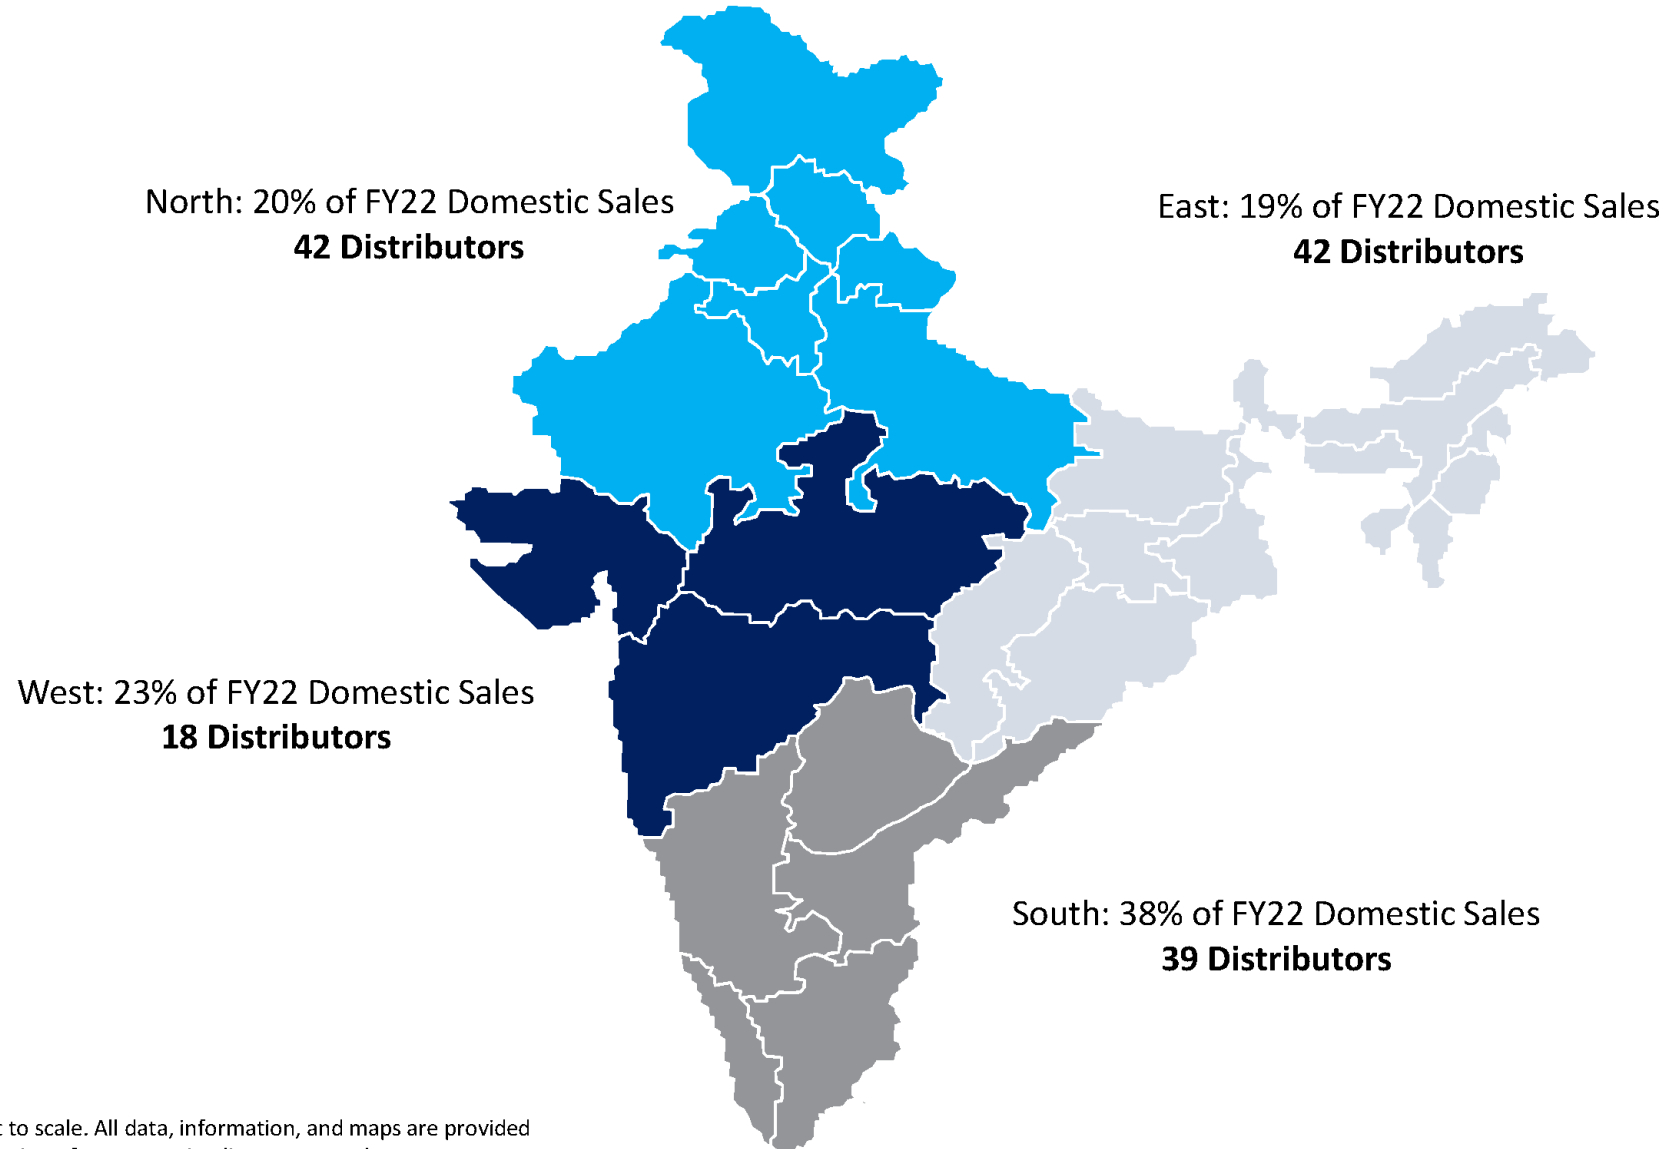 North: 20% of FY22 Domestic Sales
42 Distributors
East: 19% of FY22 Domestic Sales
42 Distributors
West: 23% of FY22 Domestic Sales
18 Distributors
South: 38% of FY22 Domestic Sales
39 Distributors
to scale. All data, information, and maps are provided